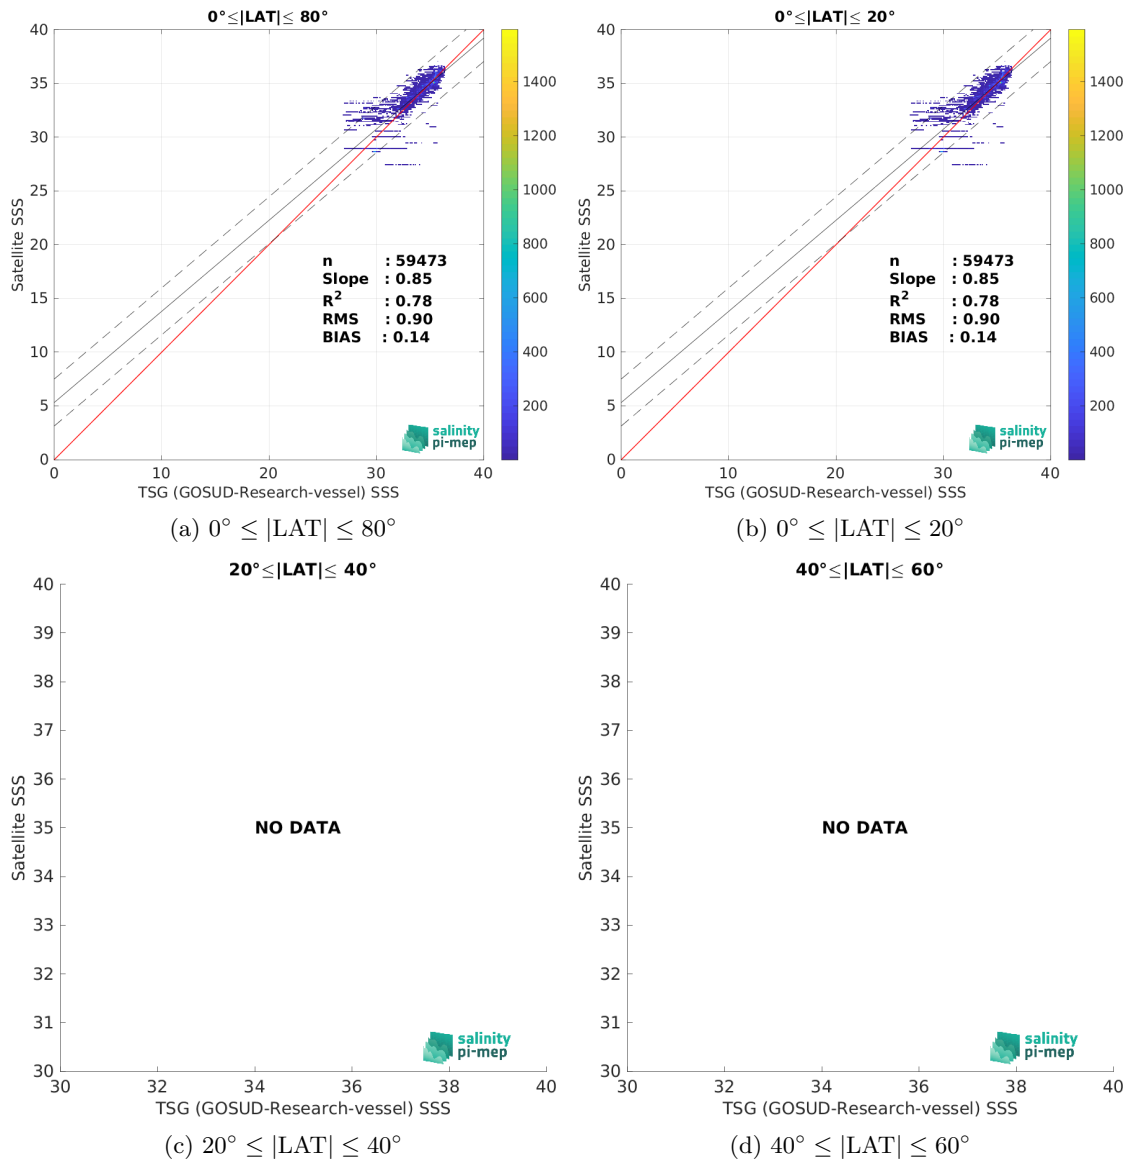 0°≤|LAT|≤ 80°
40
35
30
25
20
15
10
5
0
Satellite SSS
n : 59473
Slope : 0.85
R² : 0.78
RMS : 0.90
BIAS : 0.14
salinity
pi-mep
0 10 20 30 40
TSG (GOSUD-Research-vessel) SSS
1400
1200
1000
800
600
400
200
(a) 0° ≤ |LAT| ≤ 80°
0°≤|LAT|≤ 20°
40
35
30
25
20
15
10
5
0
Satellite SSS
n : 59473
Slope : 0.85
R² : 0.78
RMS : 0.90
BIAS : 0.14
salinity
pi-mep
0 10 20 30 40
TSG (GOSUD-Research-vessel) SSS
1400
1200
1000
800
600
400
200
(b) 0° ≤ |LAT| ≤ 20°
20°≤|LAT|≤ 40°
40
39
38
37
36
35
34
33
32
31
30
Satellite SSS
NO DATA
salinity
pi-mep
30 32 34 36 38 40
TSG (GOSUD-Research-vessel) SSS
(c) 20° ≤ |LAT| ≤ 40°
40°≤|LAT|≤ 60°
40
39
38
37
36
35
34
33
32
31
30
Satellite SSS
NO DATA
salinity
pi-mep
30 32 34 36 38 40
TSG (GOSUD-Research-vessel) SSS
(d) 40° ≤ |LAT| ≤ 60°